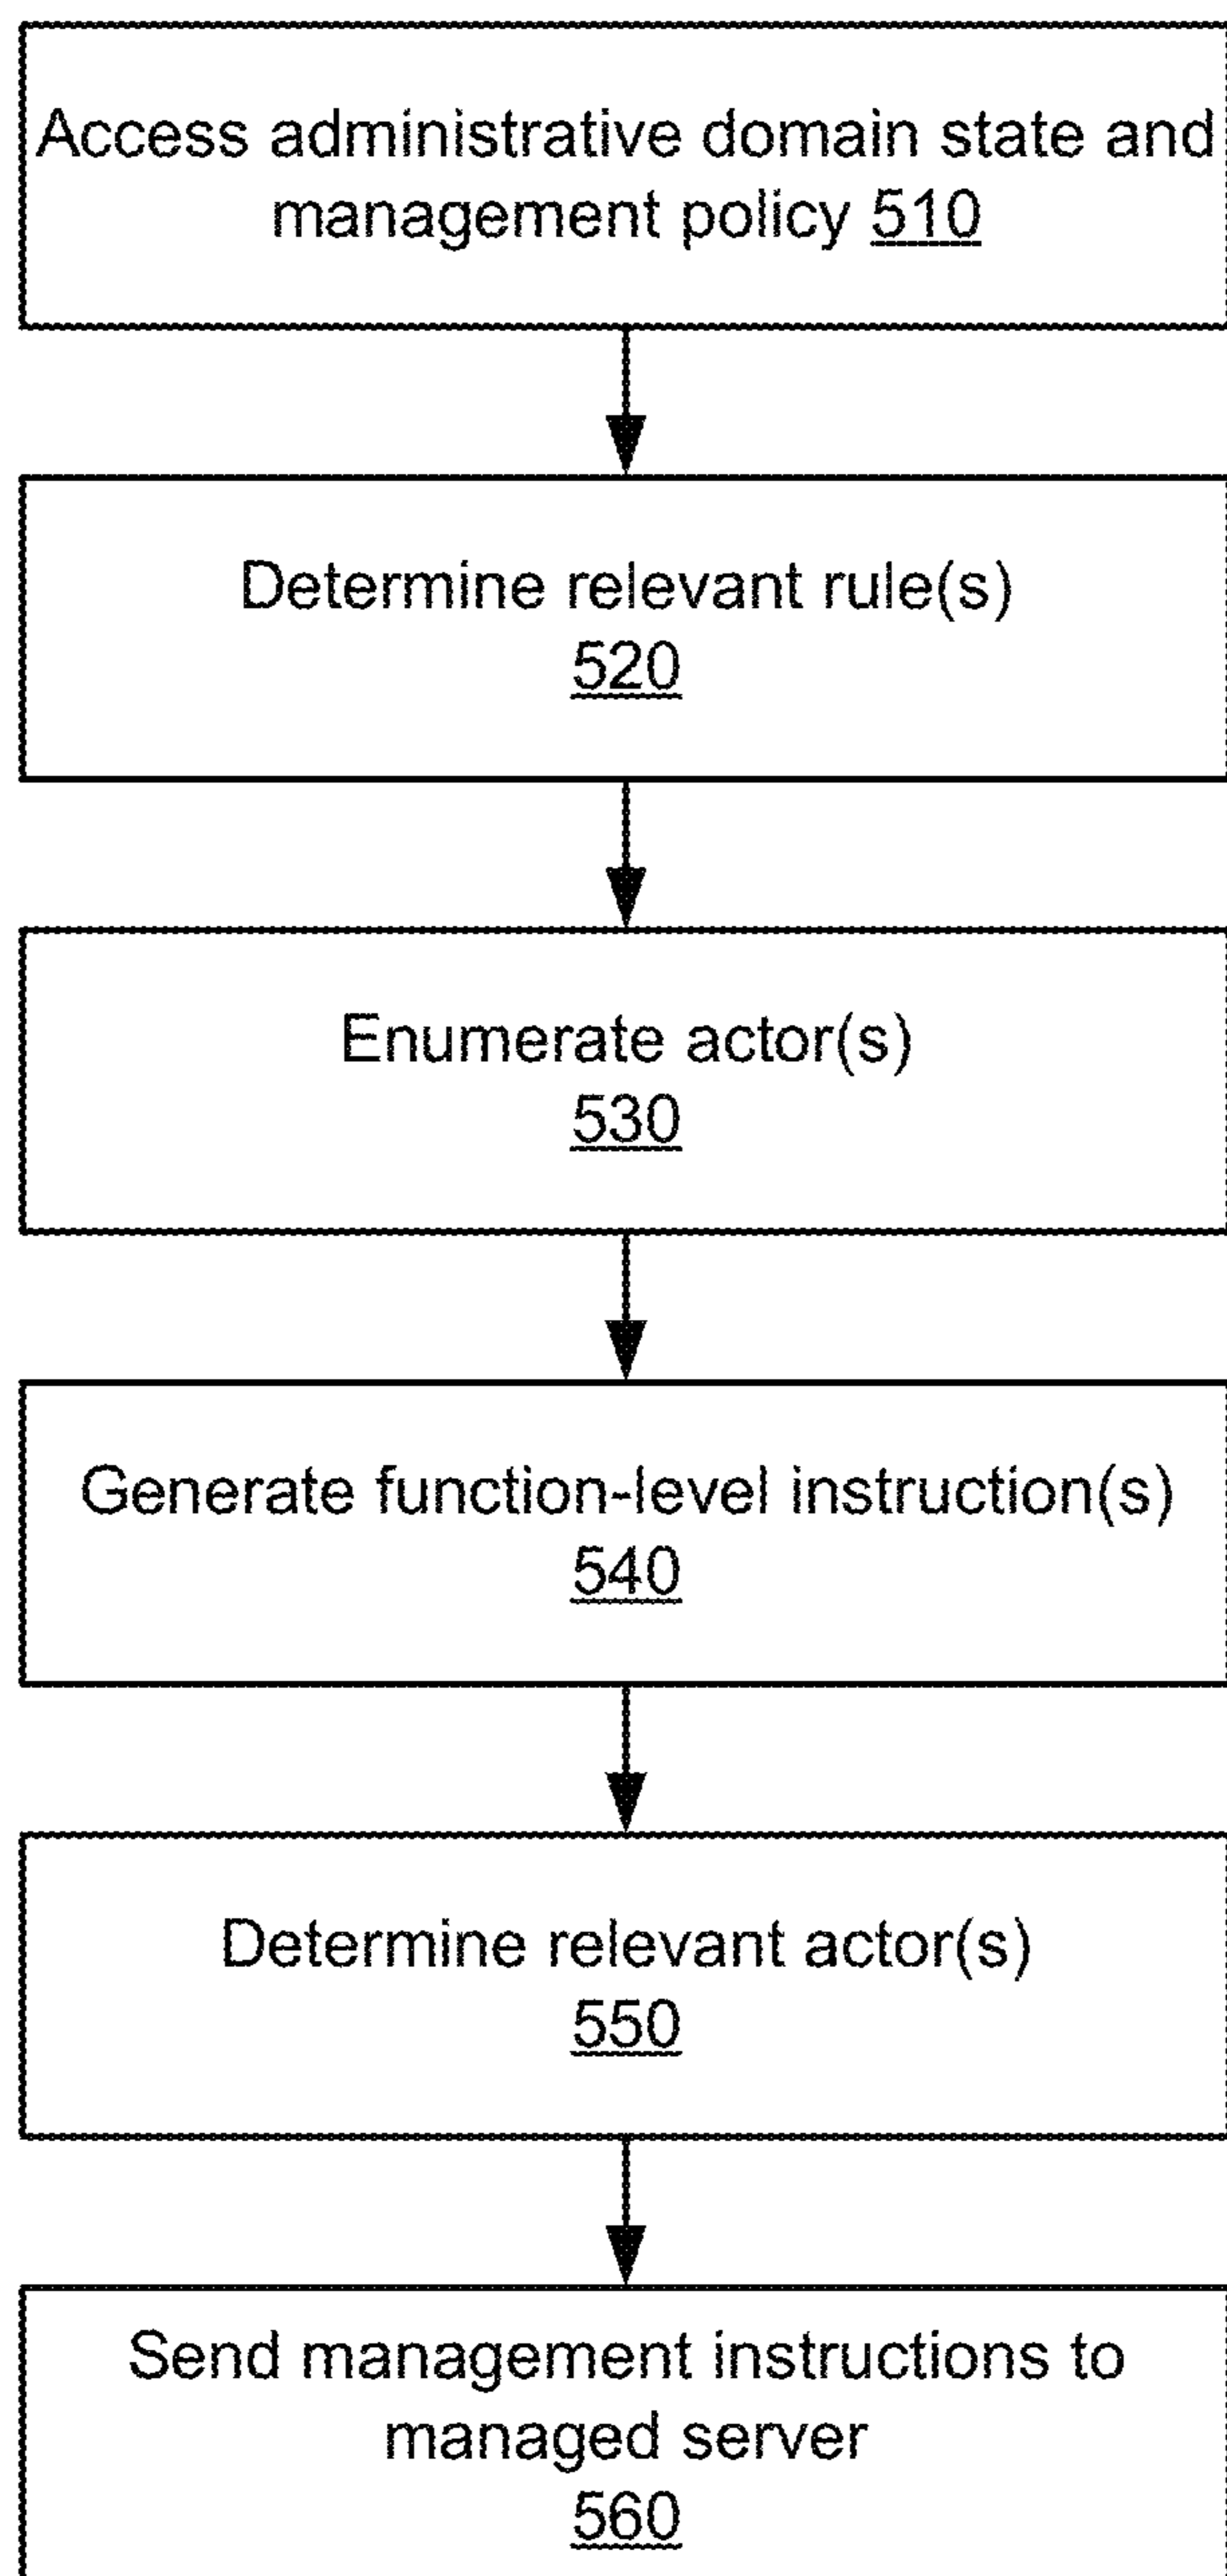 Access administrative domain state and
management policy 510
Determine relevant rule(s)
520
Enumerate actor(s)
530
Generate function-level instruction(s)
540
Determine relevant actor(s)
550
Send management instructions to
managed server
560